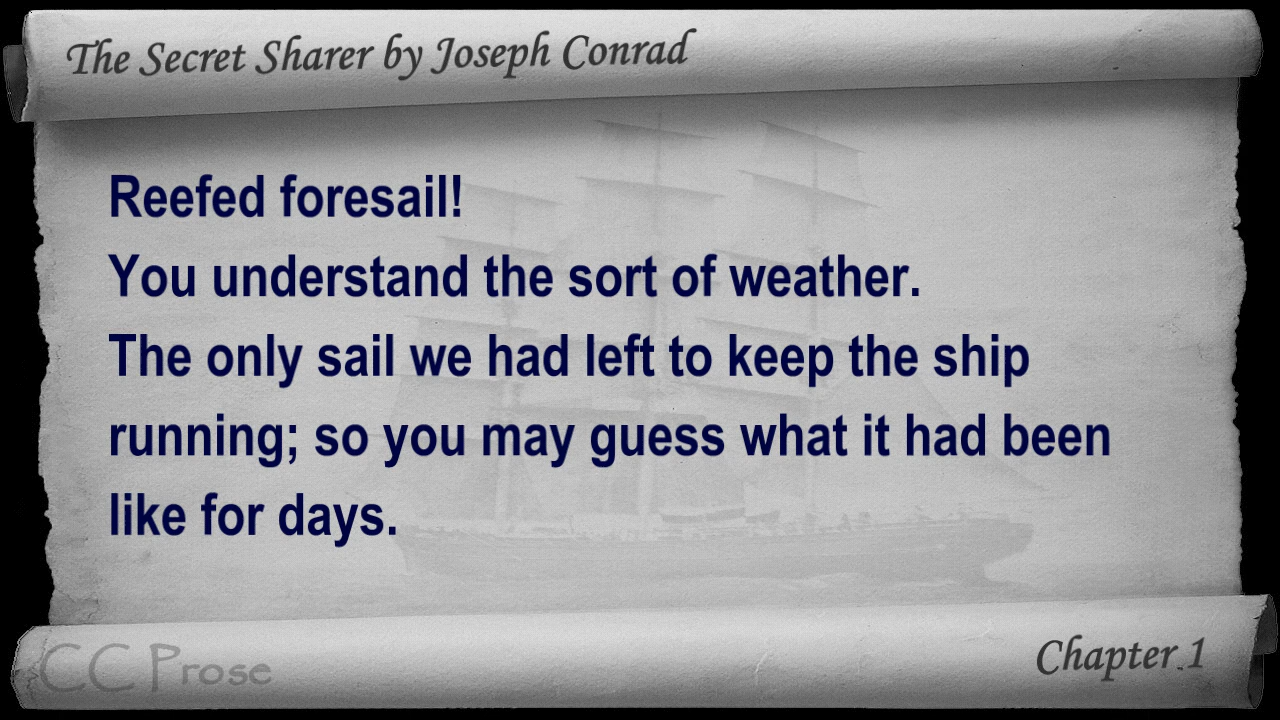 The Secret Sharer by Joseph Conrad
Reefed foresail!
You understand the sort of weather.
The only sail we had left to keep the ship
running; so you may guess what it had been
like for days.
CC Prose
Chapter 1